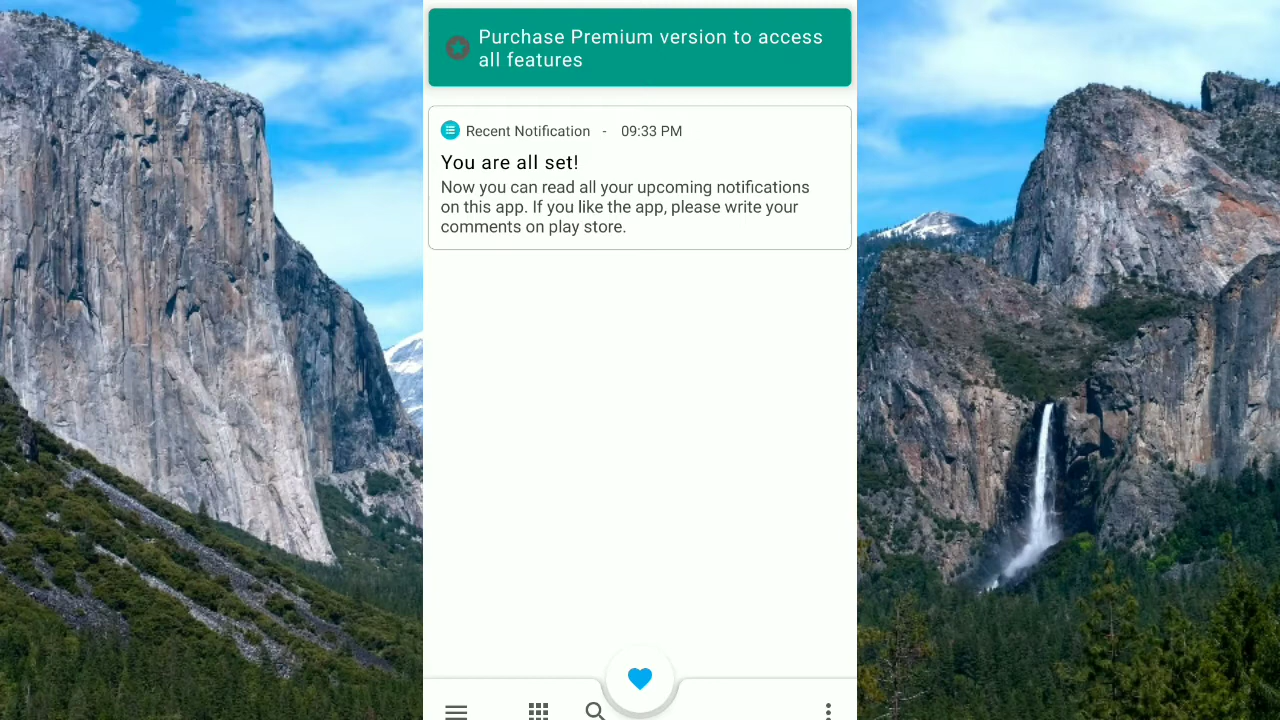 Purchase Premium version to access
all features
Recent Notification - 09:33 PM
You are all set!
Now you can read all your upcoming notifications
on this app. If you like the app, please write your
comments on play store.